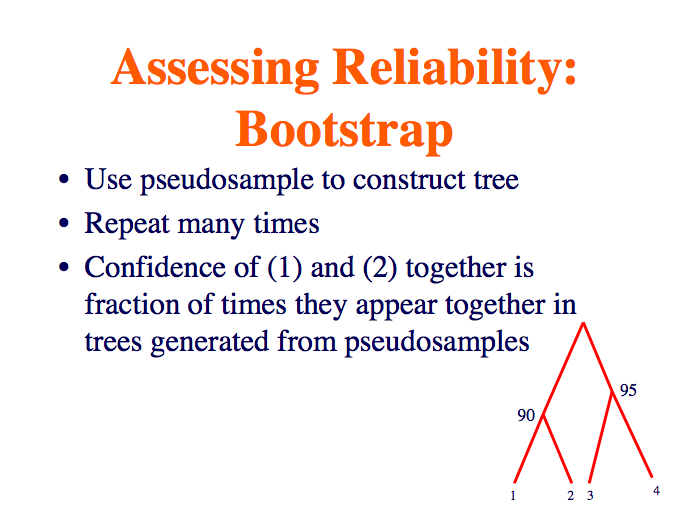 Assessing Reliability:
Bootstrap
• Use pseudosample to construct tree
• Repeat many times
• Confidence of (1) and (2) together is
fraction of times they appear together in
trees generated from pseudosamples
95
90
1 2 3 4